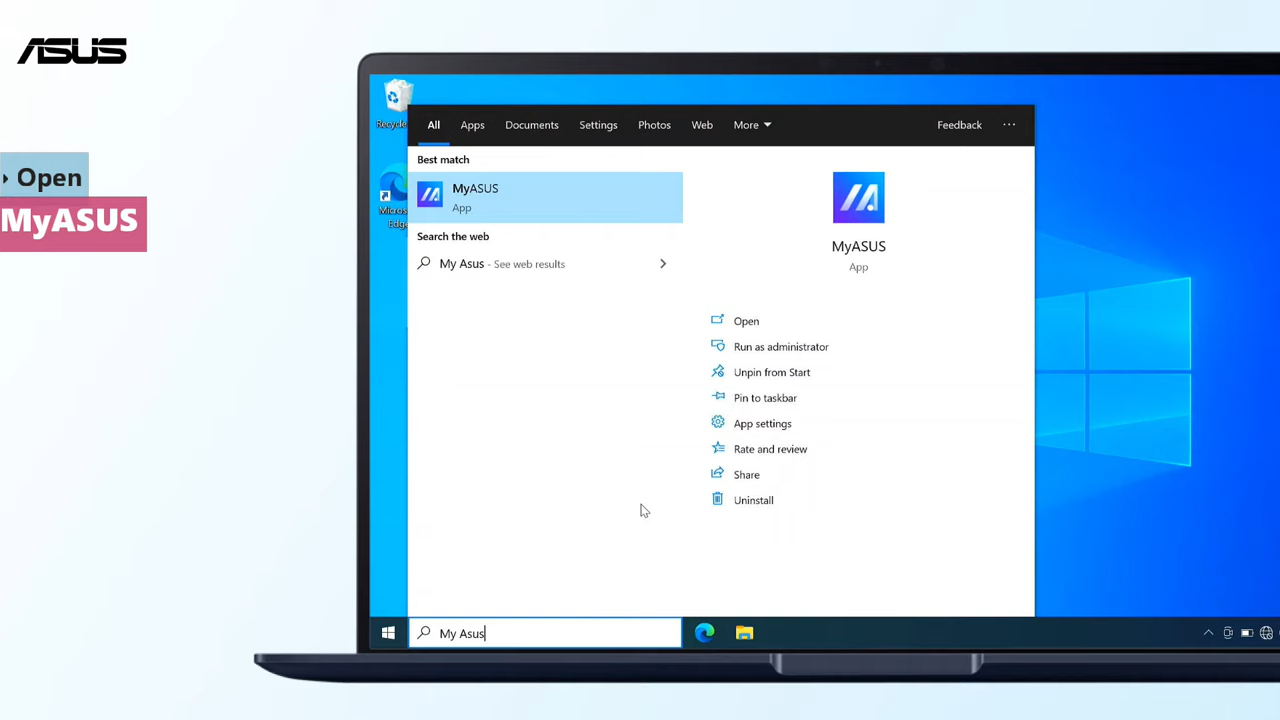 ASUS
Open
MyASUS
Recycle
Microso
Edge
All Apps Documents Settings Photos Web More Feedback ...
Best match
MyASUS
App
Search the web
My Asus - See web results
MyASUS
App
Open
Run as administrator
Unpin from Start
Pin to taskbar
App settings
Rate and review
Share
Uninstall
My Asus